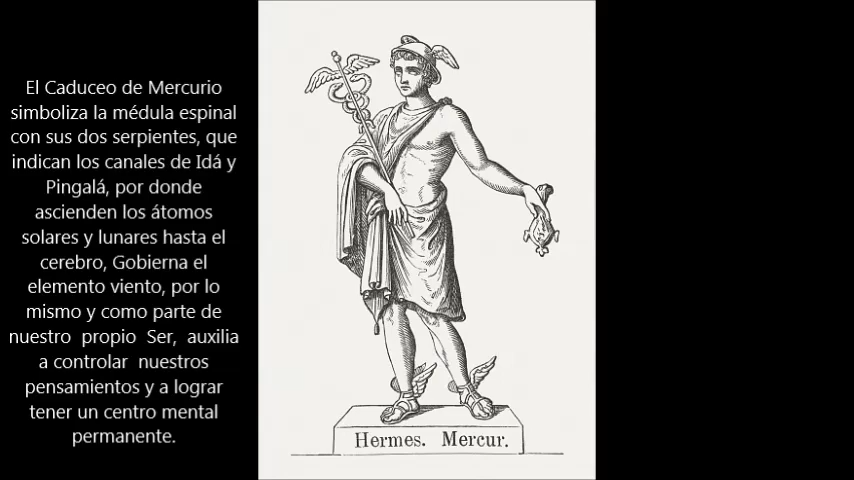 El Caduceo de Mercurio
simboliza la médula espinal
con sus dos serpientes, que
indican los canales de Idá y
Pingalá, por donde
ascienden los átomos
solares y lunares hasta el
cerebro, Gobierna el
elemento viento, por lo
mismo y como parte de
nuestro propio Ser, auxilia
a controlar nuestros
pensamientos y a lograr
tener un centro mental
permanente.
Hermes. Mercur.